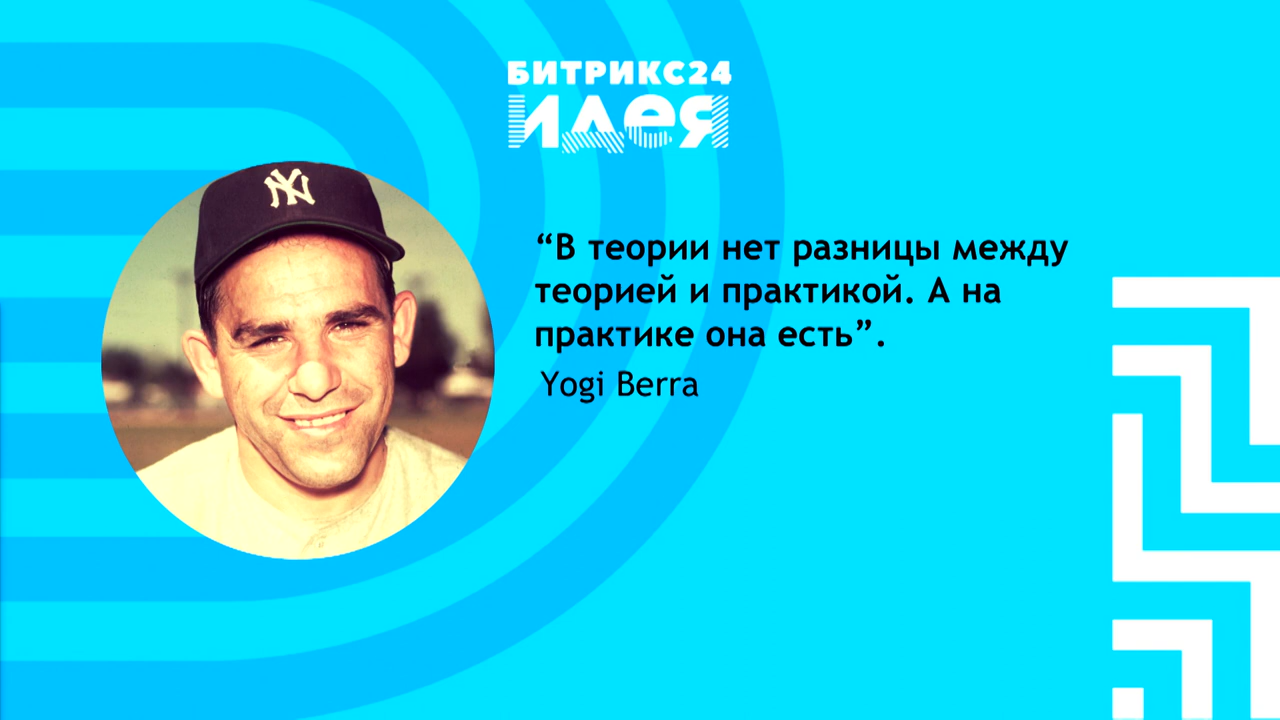 БИТРИКС24
идея
NY
“В теории нет разницы между
теорией и практикой. А на
практике она есть”.
Yogi Berra